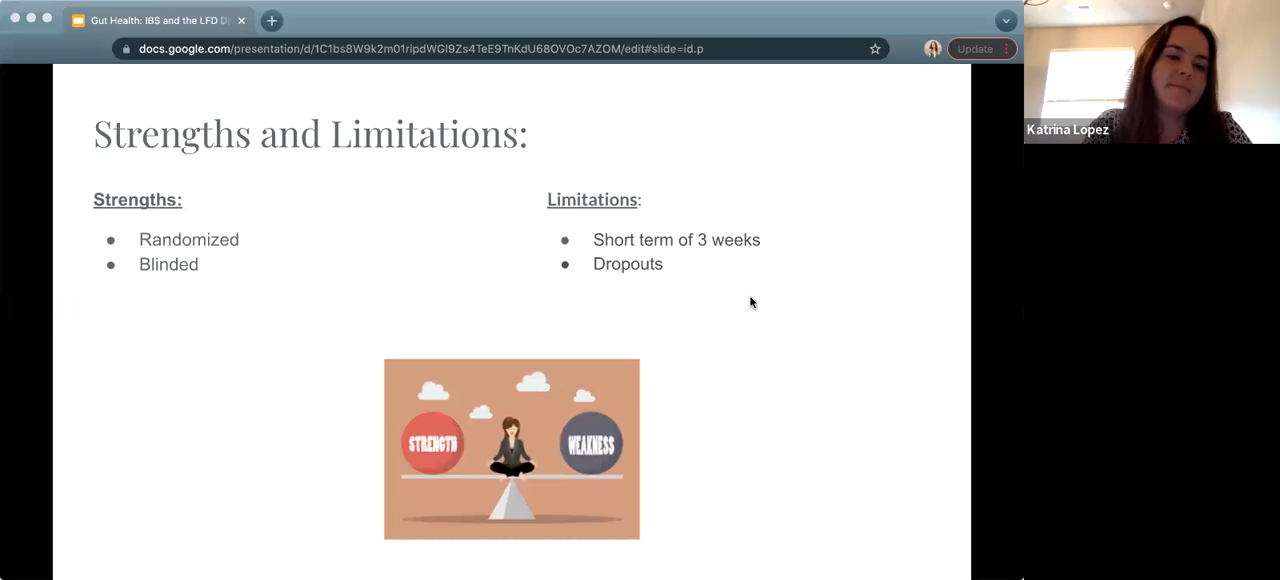 Gut Health: IBS and the LFD D
docs.google.com/presentation/d/1C1bs8W9k2m01ripdWGI9Zs4TeE9TnKdU68OVOc7AZOM/edit#slide=id.p
Update
Katrina Lopez
Strengths and Limitations:
Strengths:
● Randomized
● Blinded
Limitations:
● Short term of 3 weeks
● Dropouts
STRENGTH
WEAKNESS